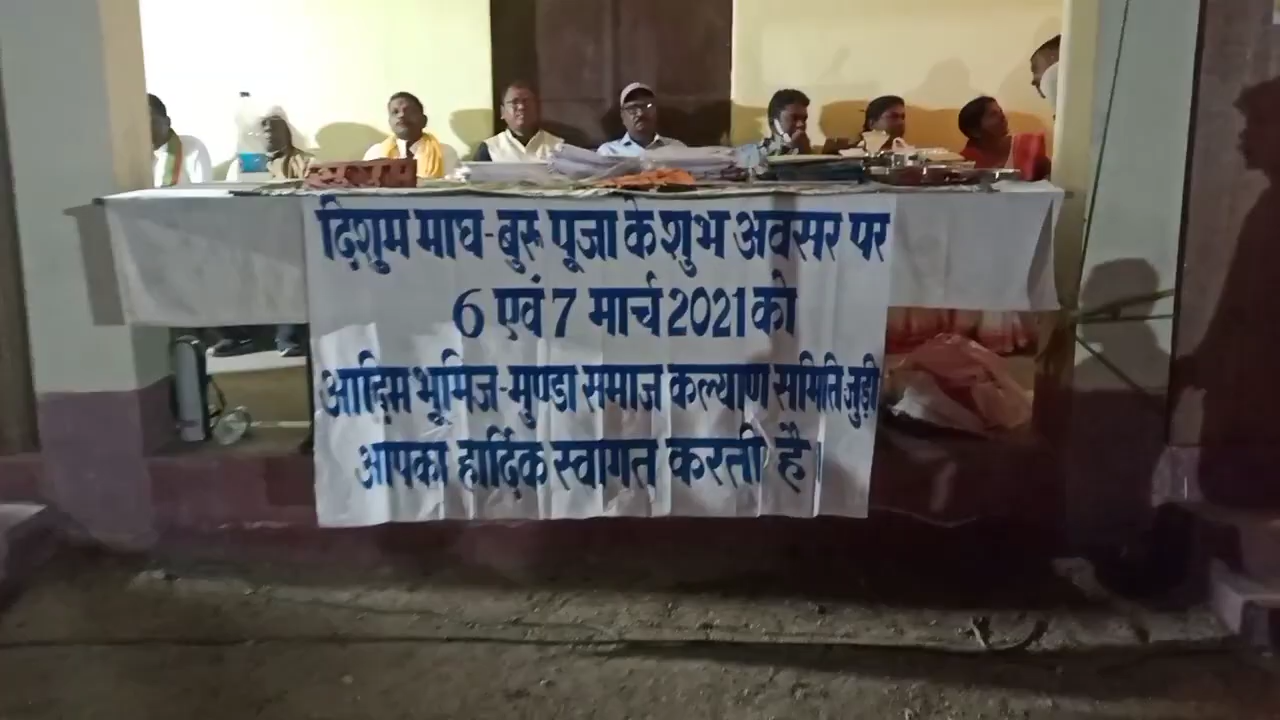 दिशुम माघ-बुरू पूजा के शुभ अवसर पर
6 एवं 7 मार्च 2021 को
आदिम भूमिज-मुण्डा समाज कल्याण समिति जुड़ी
आपका हार्दिक स्वागत करती है।